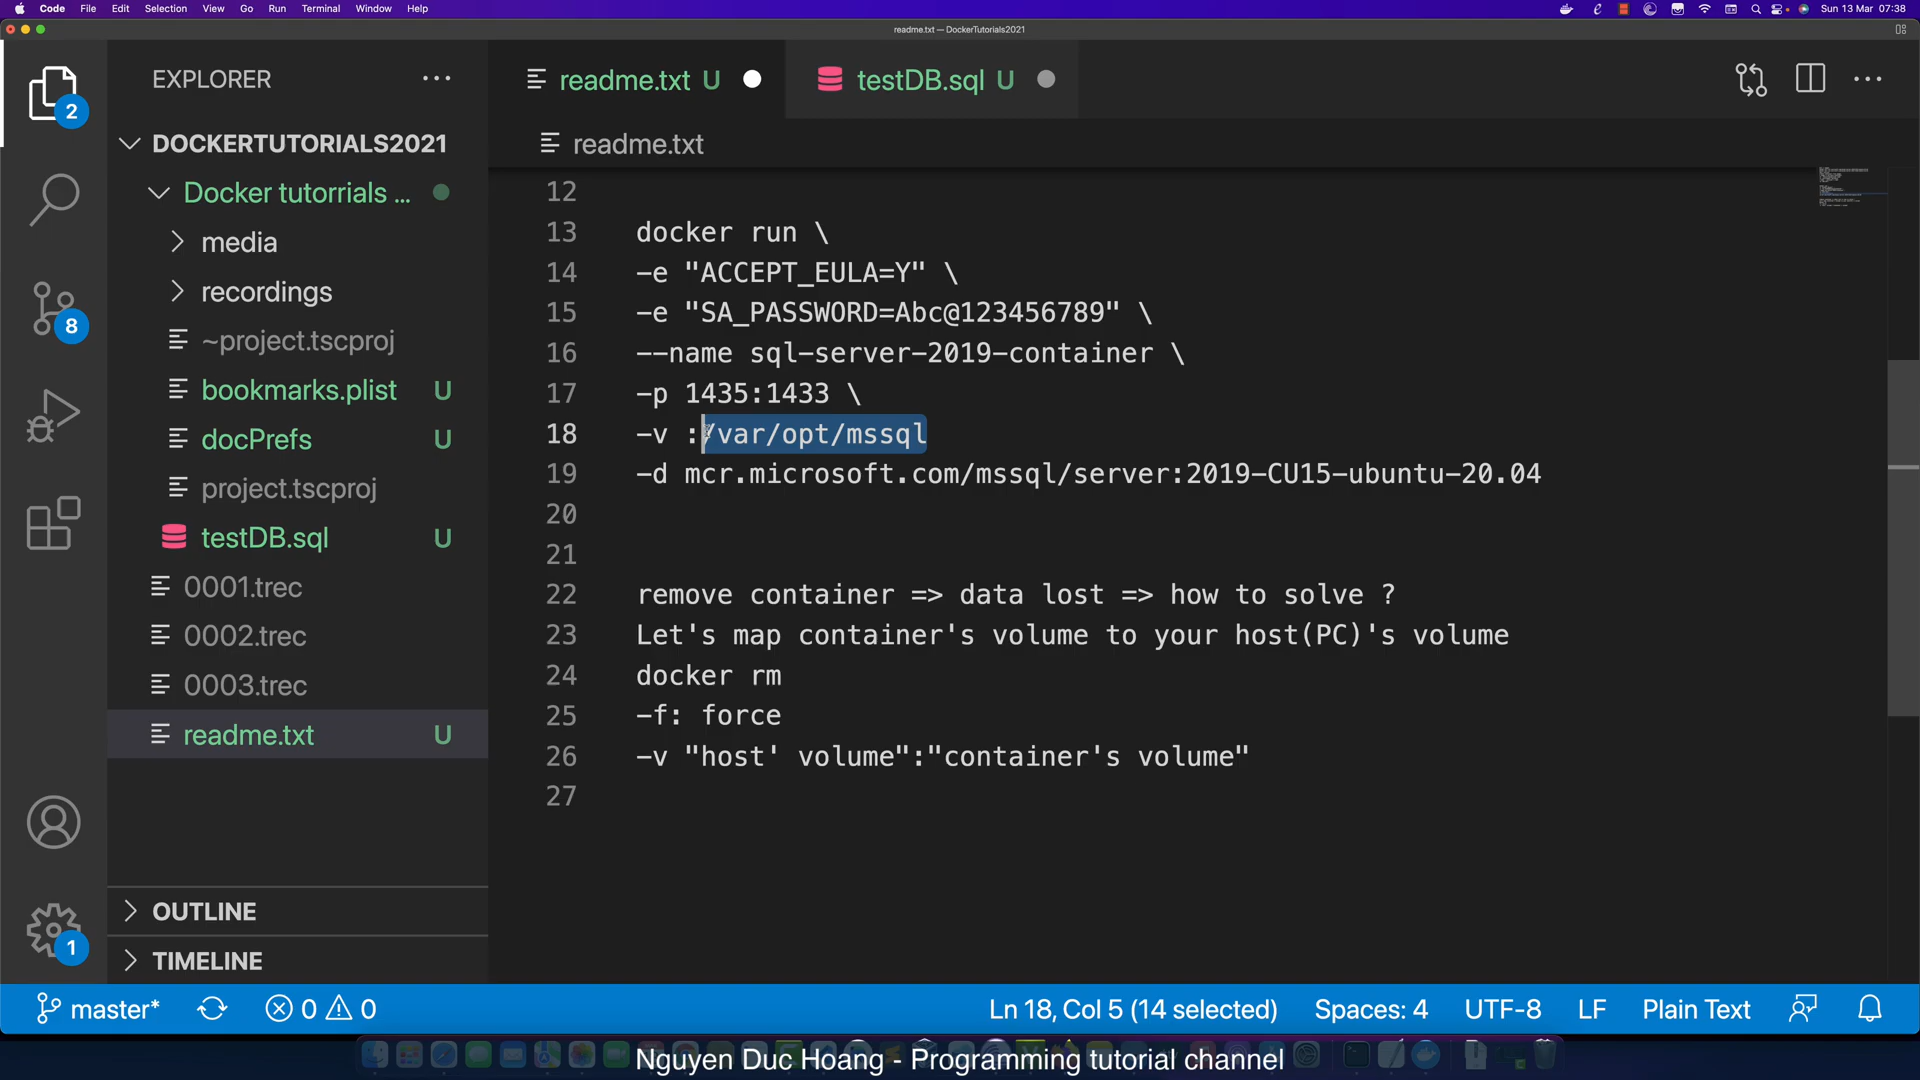 Code File Edit Selection View Go Run Terminal Window Help Sun 13 Mar 07:38
readme.txt — DockerTutorials2021
EXPLORER
readme.txt U
testDB.sql U
readme.txt
DOCKERTUTORIALS2021
Docker tutorrials ...
media
recordings
~project.tscproj
bookmarks.plist U
docPrefs U
project.tscproj
testDB.sql U
0001.trec
0002.trec
0003.trec
readme.txt U
OUTLINE
TIMELINE
2
8
1
12
13 docker run \
14 -e "ACCEPT_EULA=Y" \
15 -e "SA_PASSWORD=Abc@123456789" \
16 --name sql-server-2019-container \
17 -p 1435:1433 \
18 -v :/var/opt/mssql
19 -d mcr.microsoft.com/mssql/server:2019-CU15-ubuntu-20.04
20
21
22 remove container => data lost => how to solve ?
23 Let's map container's volume to your host(PC)'s volume
24 docker rm
25 -f: force
26 -v "host' volume":"container's volume"
27
master* 0 0 Ln 18, Col 5 (14 selected) Spaces: 4 UTF-8 LF Plain Text
Nguyen Duc Hoang - Programming tutorial channel